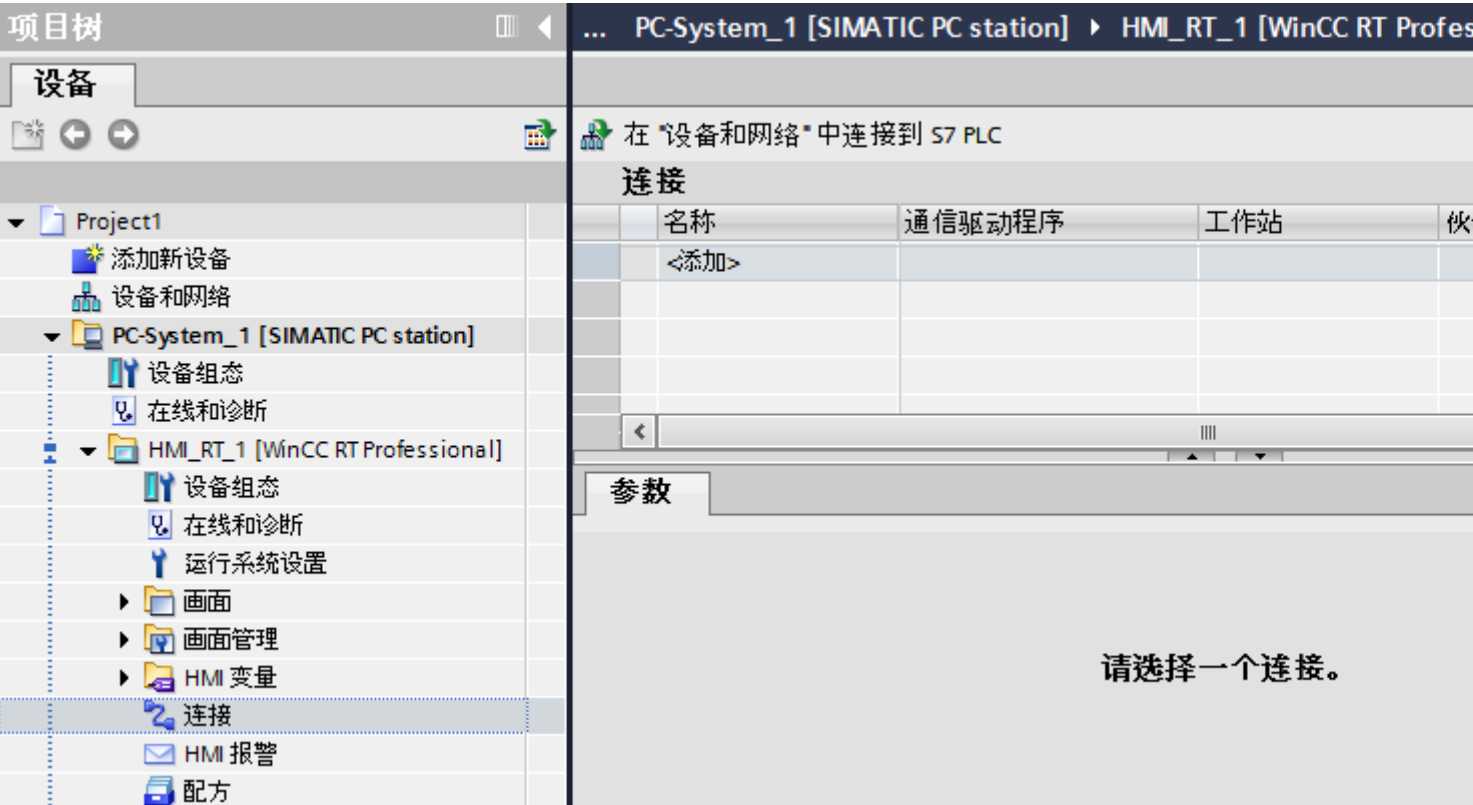 项目树
... PC-System_1 [SIMATIC PC station] HMI_RT_1 [WinCC RT Profes
设备
在 "设备和网络" 中连接到 S7 PLC
连接
名称 通信驱动程序 工作站 伙
<添加>
Project1
添加新设备
设备和网络
PC-System_1 [SIMATIC PC station]
设备组态
在线和诊断
HMI_RT_1 [WinCC RT Professional]
设备组态
在线和诊断
运行系统设置
画面
画面管理
HMI 变量
连接
HMI 报警
配方
参数
请选择一个连接。